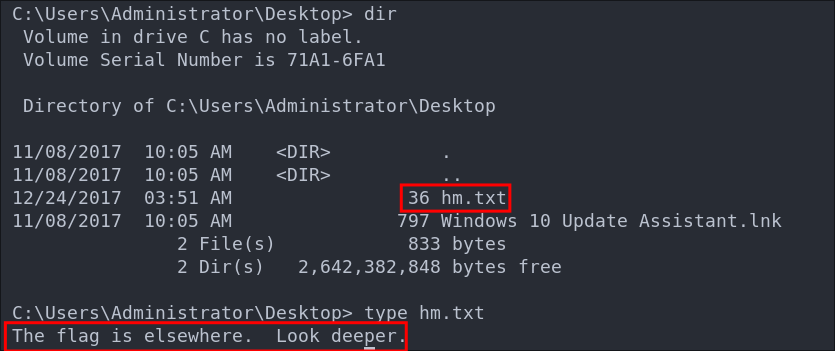 C:\Users\Administrator\Desktop> dir
 Volume in drive C has no label.
 Volume Serial Number is 71A1-6FA1
 Directory of C:\Users\Administrator\Desktop
11/08/2017  10:05 AM    <DIR>          .
11/08/2017  10:05 AM    <DIR>          ..
12/24/2017  03:51 AM                36 hm.txt
11/08/2017  10:05 AM               797 Windows 10 Update Assistant.lnk
               2 File(s)            833 bytes
               2 Dir(s)   2,642,382,848 bytes free
C:\Users\Administrator\Desktop> type hm.txt
The flag is elsewhere.  Look deeper.